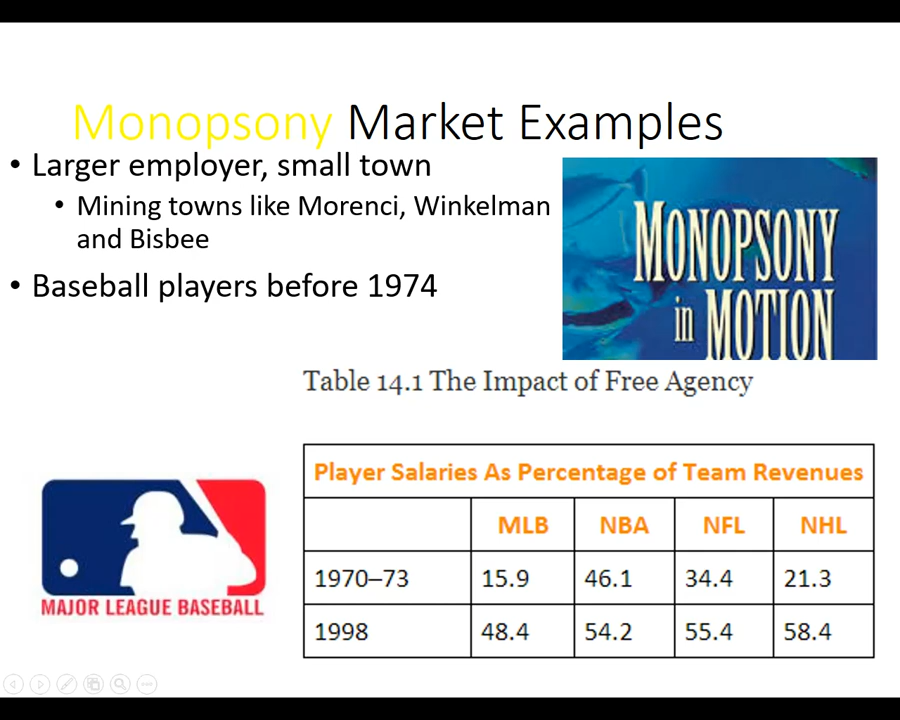 Monopsony Market Examples
• Larger employer, small town
• Mining towns like Morenci, Winkelman
and Bisbee
• Baseball players before 1974
MONOPSONY
in MOTION
Table 14.1 The Impact of Free Agency
Player Salaries As Percentage of Team Revenues
MLB NBA NFL NHL
1970–73 15.9 46.1 34.4 21.3
1998 48.4 54.2 55.4 58.4
MAJOR LEAGUE BASEBALL